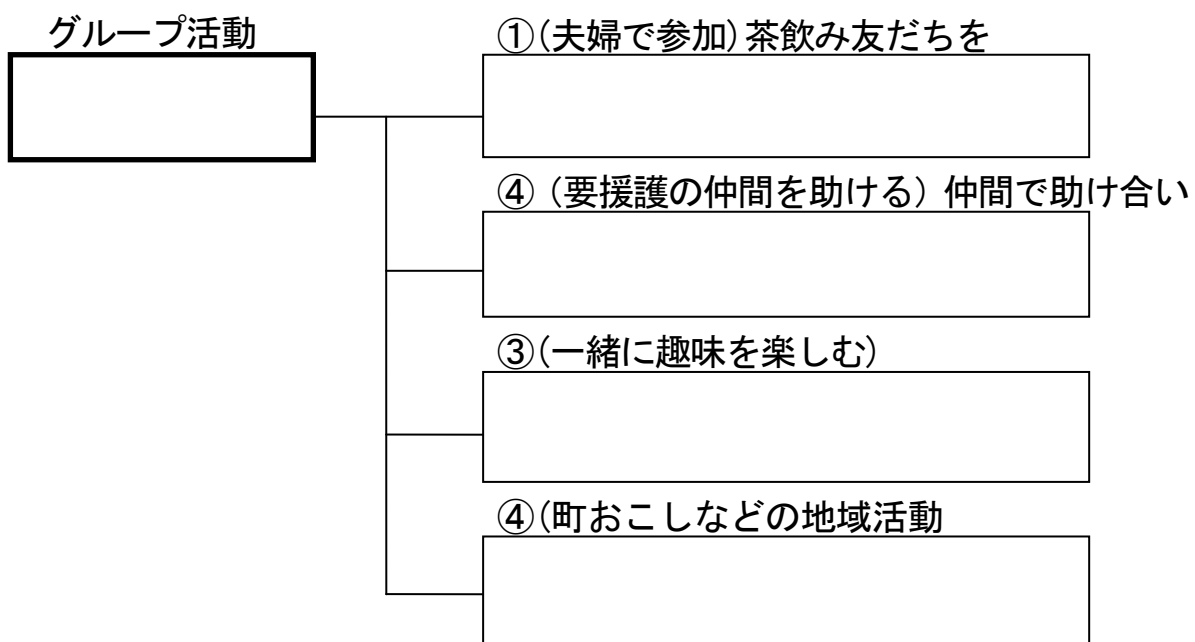 グループ活動
①(夫婦で参加)茶飲み友だちを
④（要援護の仲間を助ける）仲間で助け合い
③(一緒に趣味を楽しむ)
④(町おこしなどの地域活動